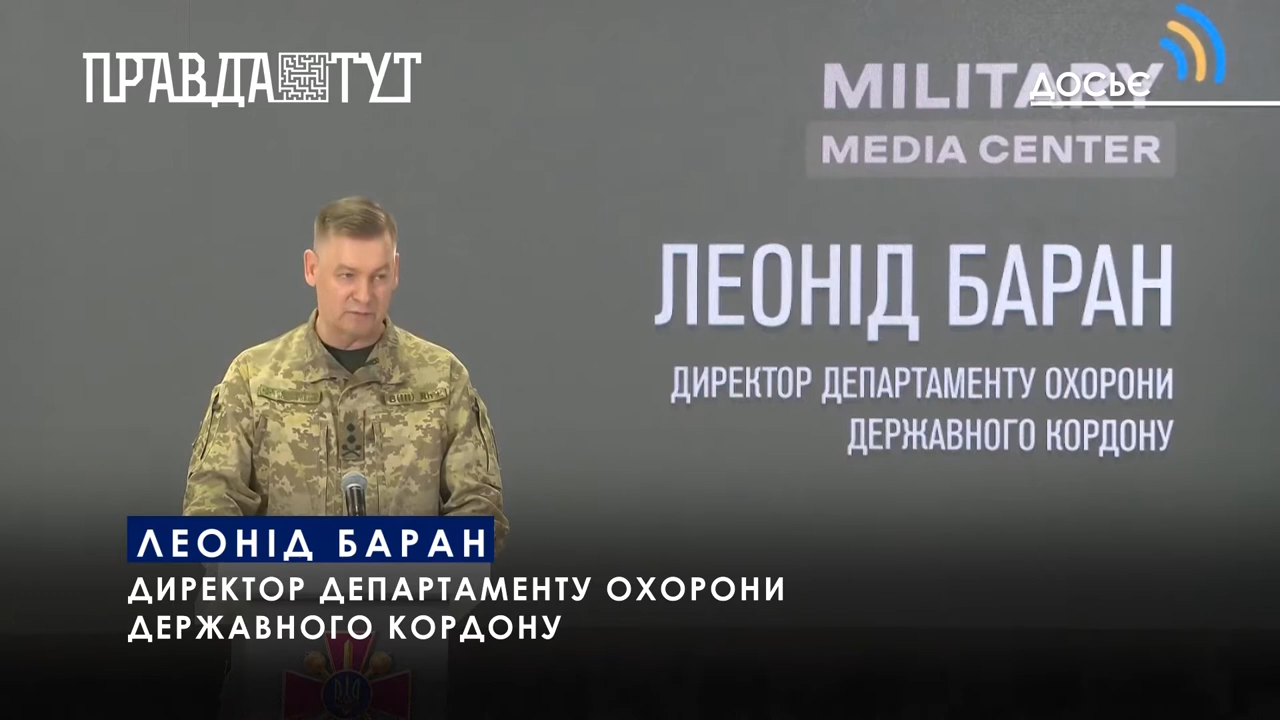 ПРАВДА ТУТ
ДОСЬЄ
MILITARY
MEDIA CENTER
ЛЕОНІД БАРАН
ДИРЕКТОР ДЕПАРТАМЕНТУ ОХОРОНИ
ДЕРЖАВНОГО КОРДОНУ
ЛЕОНІД БАРАН
ДИРЕКТОР ДЕПАРТАМЕНТУ ОХОРОНИ
ДЕРЖАВНОГО КОРДОНУ